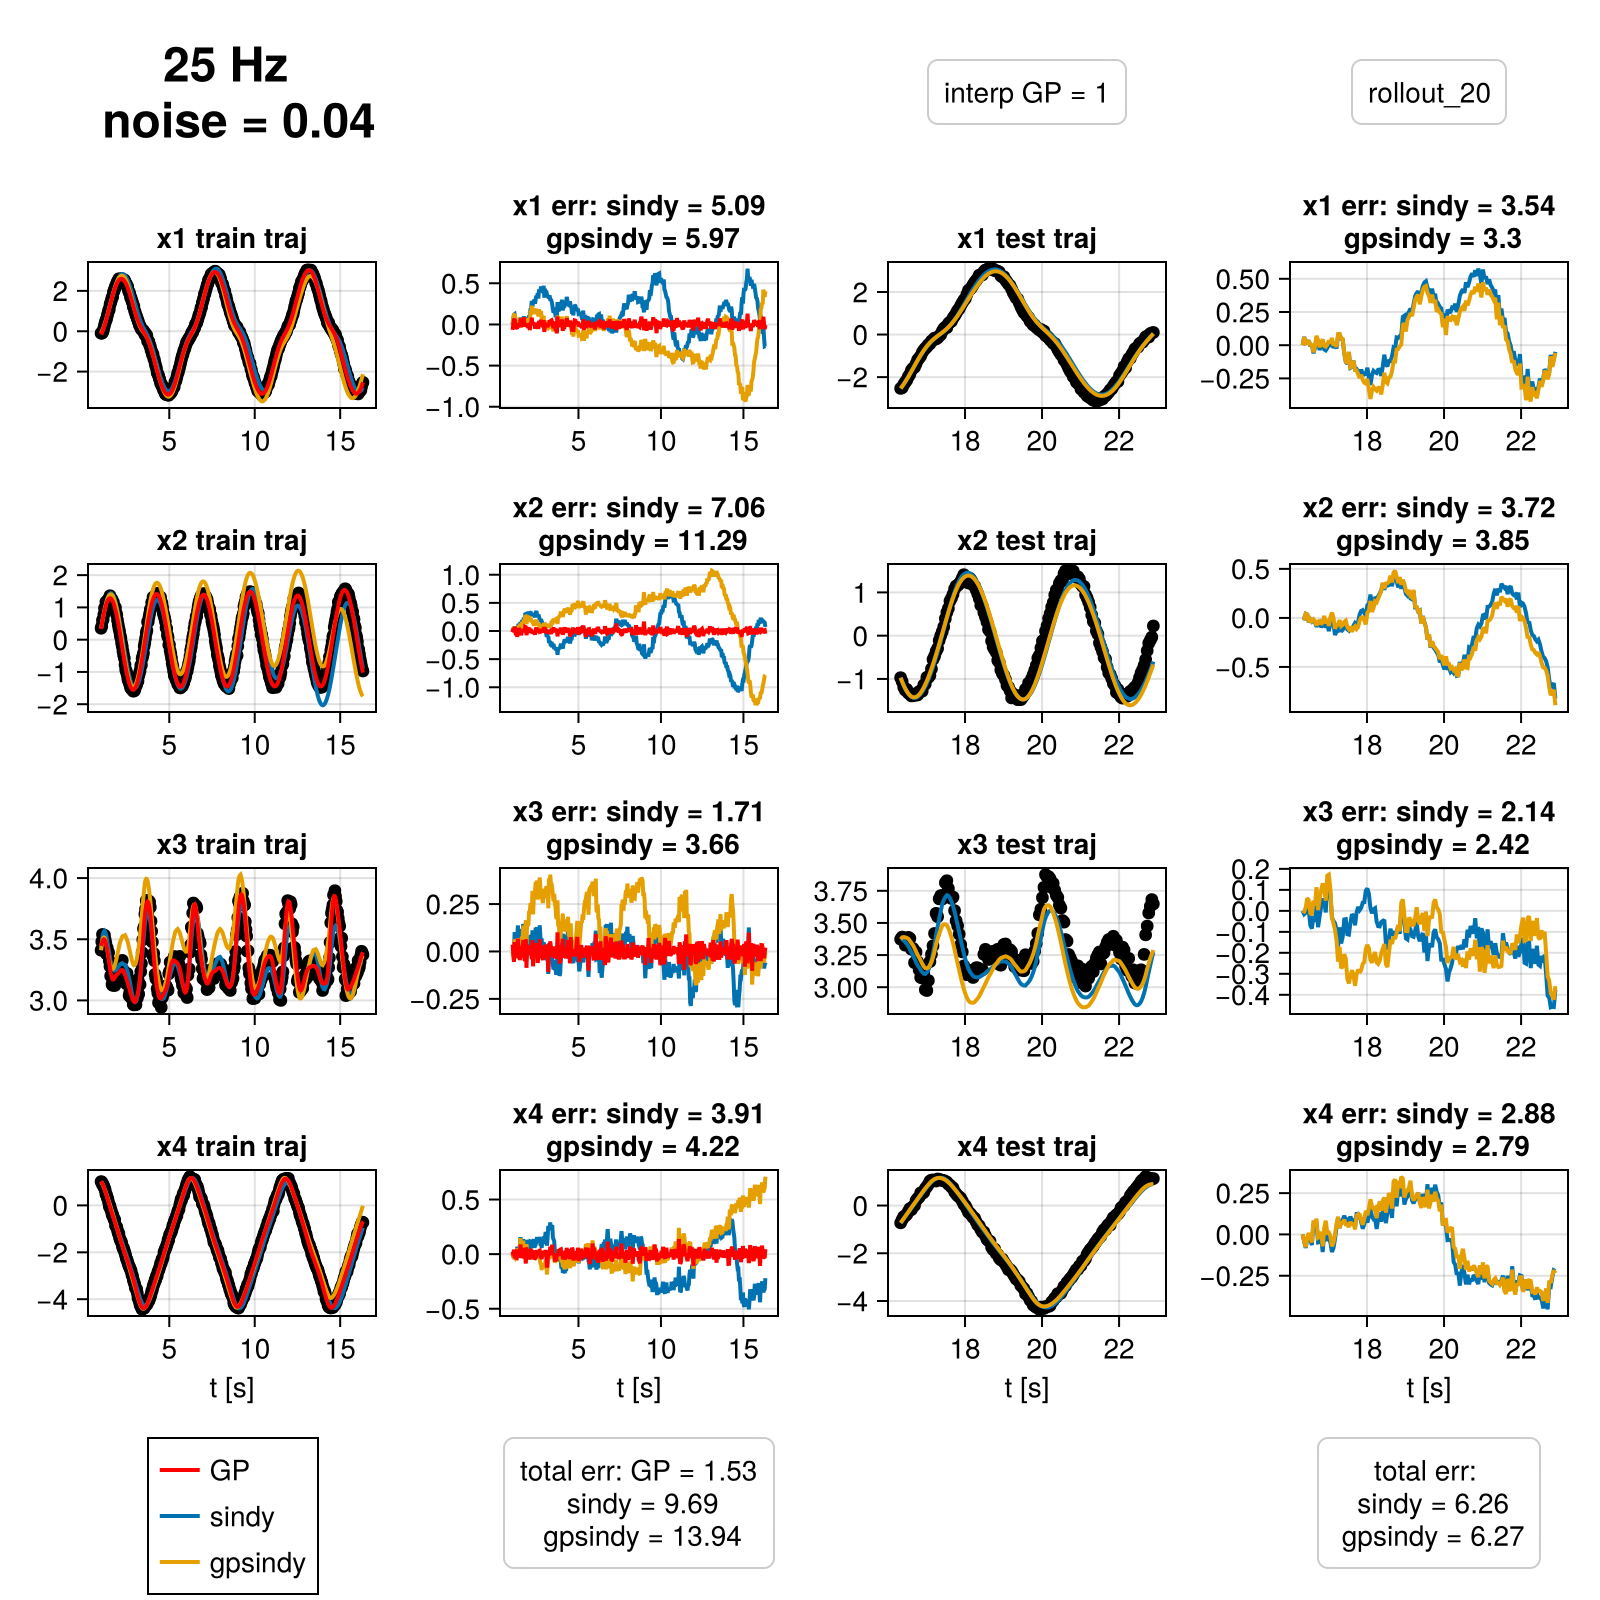 25 Hz
noise = 0.04
interp GP = 1
rollout_20
x1 train traj
2
0
−2
5
10
15
x1 err: sindy = 5.09
gpsindy = 5.97
0.5
0.0
−0.5
−1.0
5
10
15
x1 test traj
2
0
−2
18
20
22
x1 err: sindy = 3.54
gpsindy = 3.3
0.50
0.25
0.00
−0.25
18
20
22
x2 train traj
2
1
0
−1
−2
5
10
15
x2 err: sindy = 7.06
gpsindy = 11.29
1.0
0.5
0.0
−0.5
−1.0
5
10
15
x2 test traj
1
0
−1
18
20
22
x2 err: sindy = 3.72
gpsindy = 3.85
0.5
0.0
−0.5
18
20
22
x3 train traj
4.0
3.5
3.0
5
10
15
x3 err: sindy = 1.71
gpsindy = 3.66
0.25
0.00
−0.25
5
10
15
x3 test traj
3.75
3.50
3.25
3.00
18
20
22
x3 err: sindy = 2.14
gpsindy = 2.42
0.2
0.1
0.0
−0.1
−0.2
−0.3
−0.4
18
20
22
x4 train traj
0
−2
−4
5
10
15
t [s]
x4 err: sindy = 3.91
gpsindy = 4.22
0.5
0.0
−0.5
5
10
15
t [s]
x4 test traj
0
−2
−4
18
20
22
t [s]
x4 err: sindy = 2.88
gpsindy = 2.79
0.25
0.00
−0.25
18
20
22
t [s]
GP
sindy
gpsindy
total err: GP = 1.53
sindy = 9.69
gpsindy = 13.94
total err:
sindy = 6.26
gpsindy = 6.27